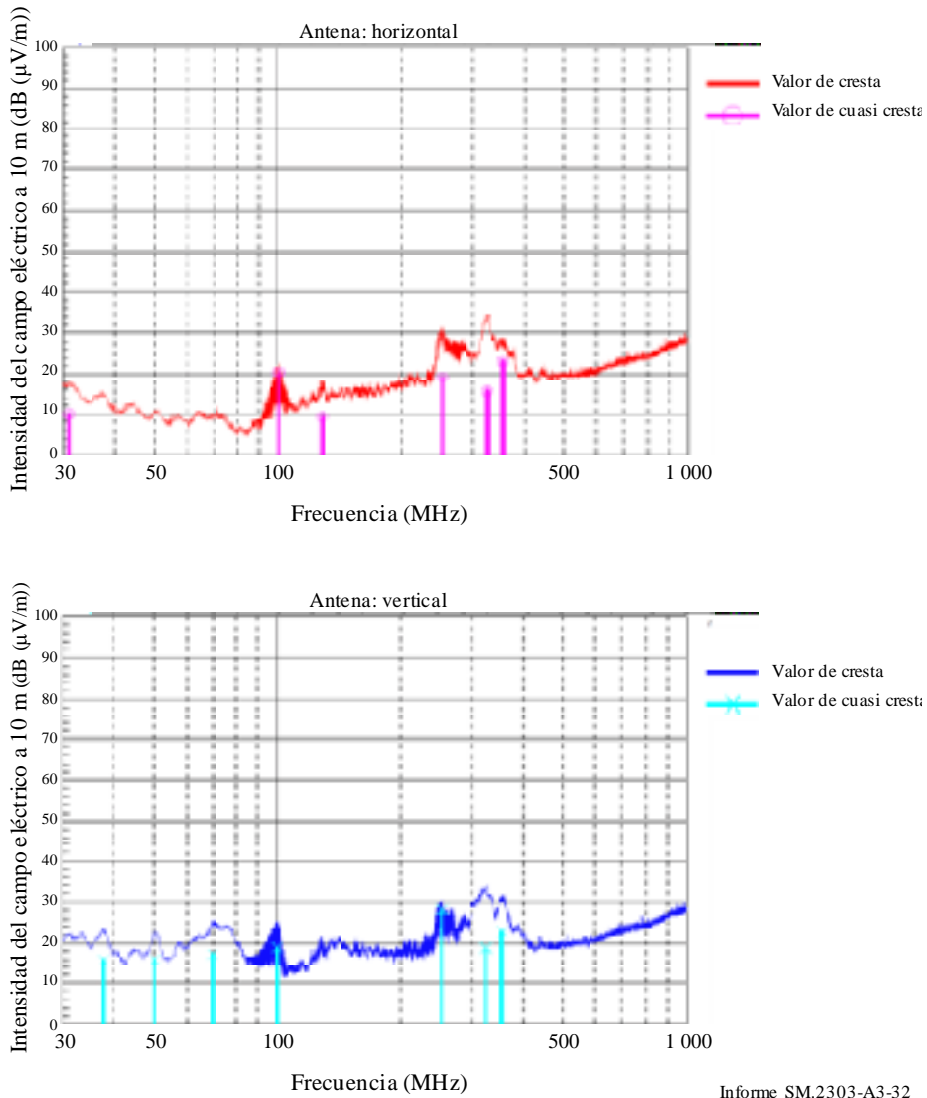 Antena: horizontal
Intensidad del campo eléctrico a 10 m (dB (µV/m))
100
90
80
70
60
50
40
30
20
10
0
30 50 100 500 1 000
Frecuencia (MHz)
Valor de cresta
Valor de cuasi cresta
Antena: vertical
Intensidad del campo eléctrico a 10 m (dB (µV/m))
100
90
80
70
60
50
40
30
20
10
0
30 50 100 500 1 000
Frecuencia (MHz)
Valor de cresta
Valor de cuasi cresta
Informe SM.2303-A3-32